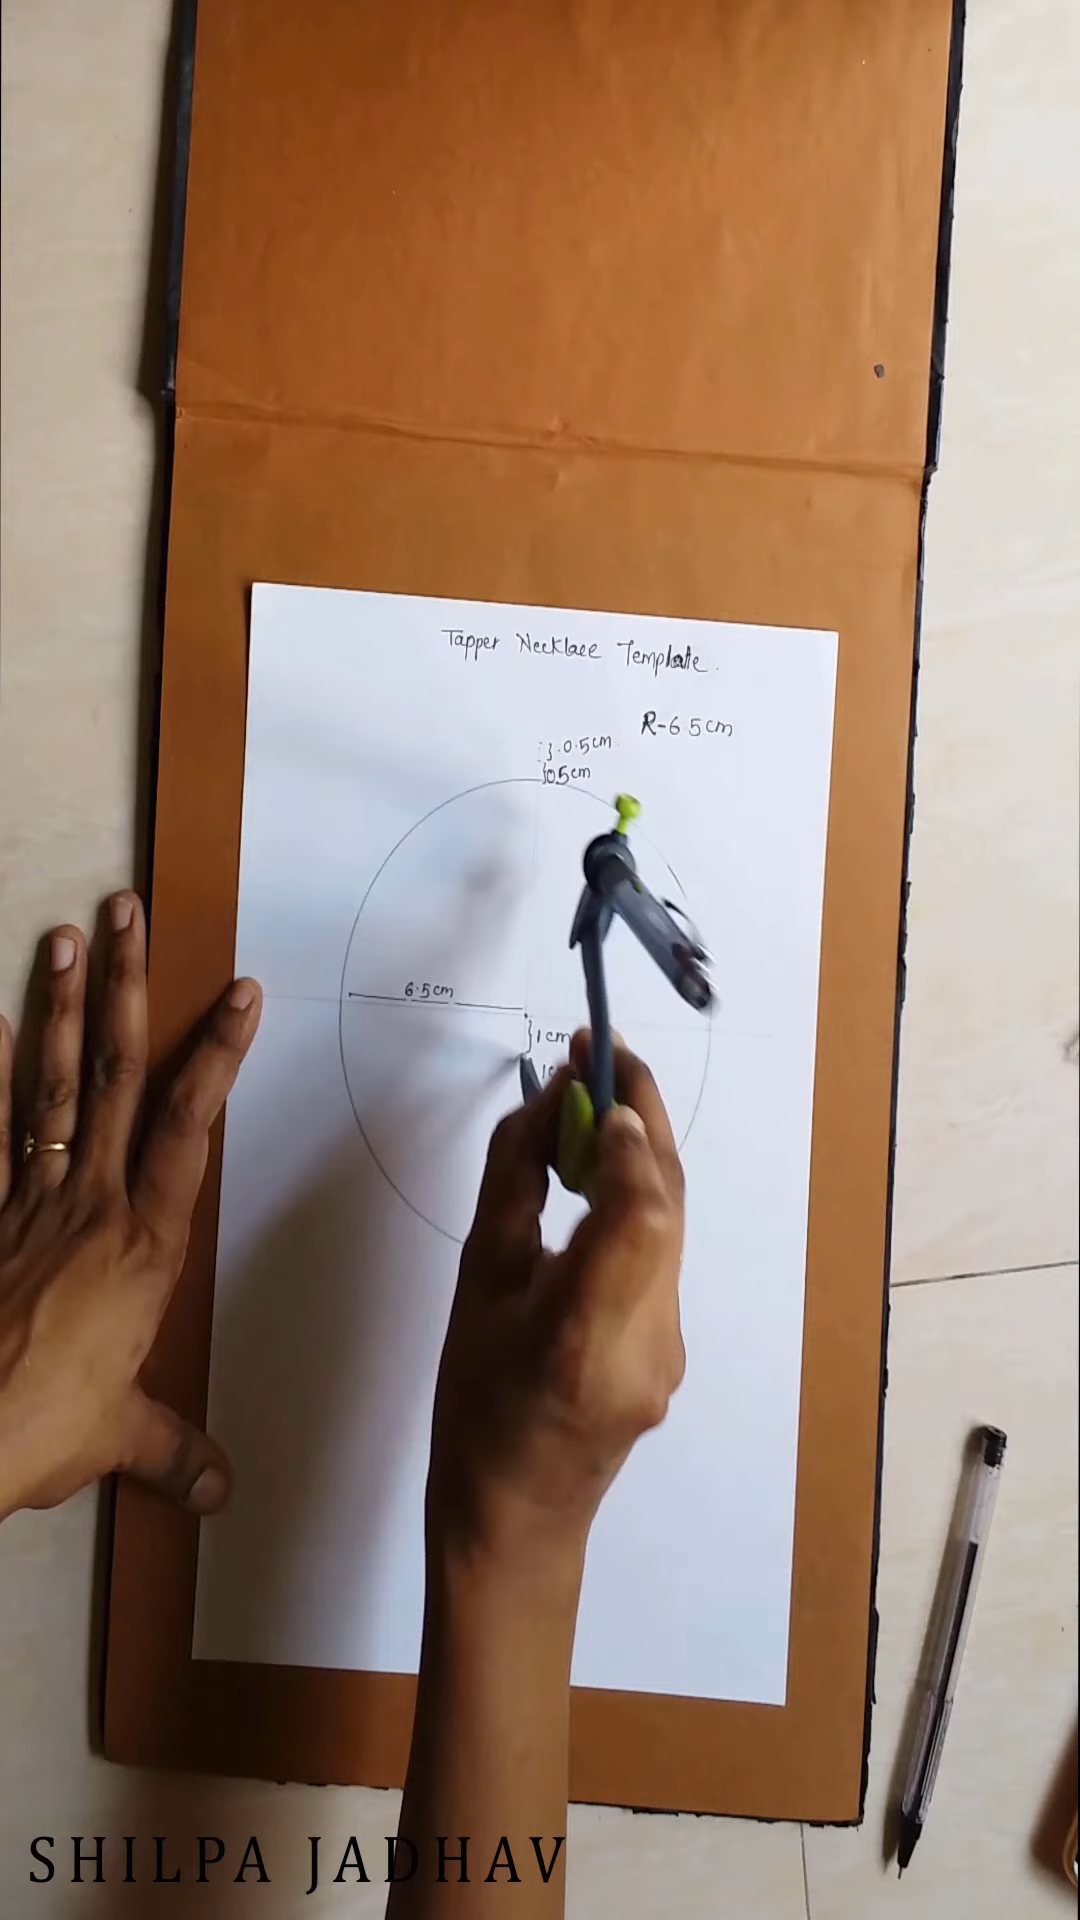 Tapper Necklace Template.
R-6.5cm
}.0.5cm.
}0.5cm
6.5cm
}1cm
SHILPA JADHAV